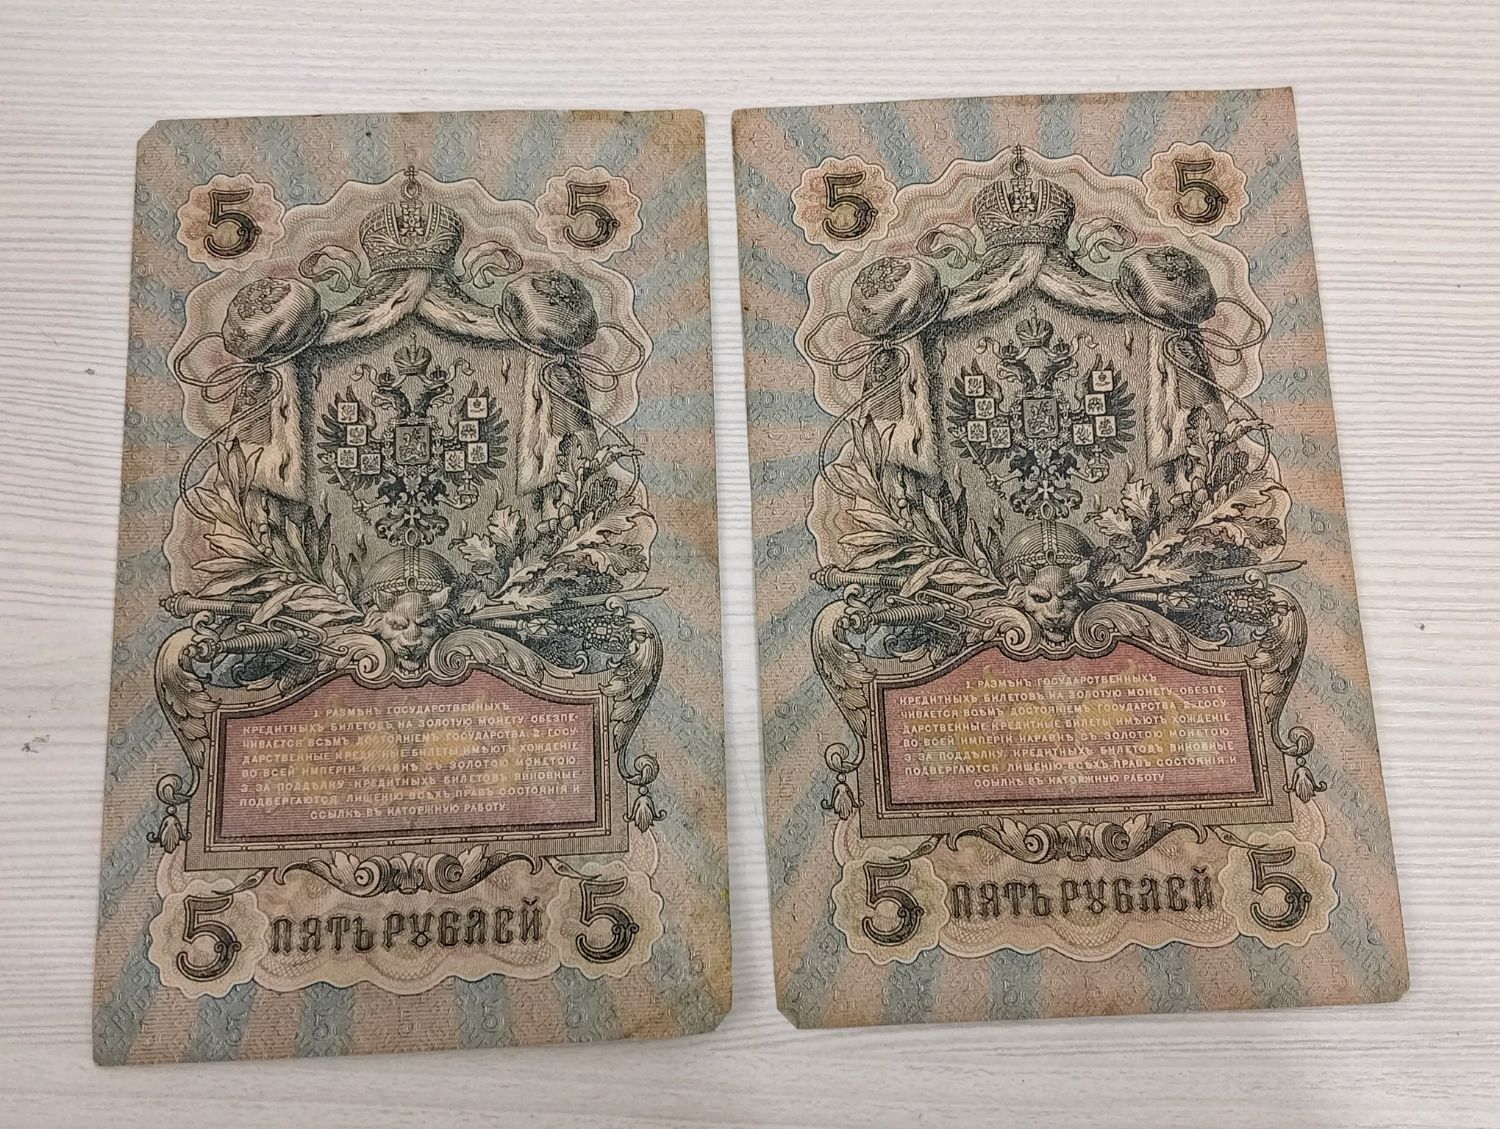 5 5
1. РАЗМѢНЪ ГОСУДАРСТВЕННЫХЪ
КРЕДИТНЫХЪ БИЛЕТОВЪ НА ЗОЛОТУЮ МОНЕТУ ОБЕЗПЕ-
ЧИВАЕТСЯ ВСѢМЪ ДОСТОЯНІЕМЪ ГОСУДАРСТВА 2. ГОСУ
ДАРСТВЕННЫЕ КРЕДИТНЫЕ БИЛЕТЫ ИМѢЮТЪ ХОЖДЕНІЕ
ВО ВСЕЙ ИМПЕРІИ НАРАВНѢ СЪ ЗОЛОТОЮ МОНЕТОЮ
3. ЗА ПОДДѢЛКУ КРЕДИТНЫХЪ БИЛЕТОВЪ ВИНОВНЫЕ
ПОДВЕРГАЮТСЯ ЛИШЕНІЮ ВСѢХЪ ПРАВЪ СОСТОЯНІЯ И
ССЫЛКѢ ВЪ КАТОРЖНУЮ РАБОТУ
5 ПЯТЬ РУБЛЕЙ 5
5 5
1. РАЗМѢНЪ ГОСУДАРСТВЕННЫХЪ
КРЕДИТНЫХЪ БИЛЕТОВЪ НА ЗОЛОТУЮ МОНЕТУ ОБЕЗПЕ-
ЧИВАЕТСЯ ВСѢМЪ ДОСТОЯНІЕМЪ ГОСУДАРСТВА 2. ГОСУ
ДАРСТВЕННЫЕ КРЕДИТНЫЕ БИЛЕТЫ ИМѢЮТЪ ХОЖДЕНІЕ
ВО ВСЕЙ ИМПЕРІИ НАРАВНѢ СЪ ЗОЛОТОЮ МОНЕТОЮ
3. ЗА ПОДДѢЛКУ КРЕДИТНЫХЪ БИЛЕТОВЪ ВИНОВНЫЕ
ПОДВЕРГАЮТСЯ ЛИШЕНІЮ ВСѢХЪ ПРАВЪ СОСТОЯНІЯ И
ССЫЛКѢ ВЪ КАТОРЖНУЮ РАБОТУ
5 ПЯТЬ РУБЛЕЙ 5